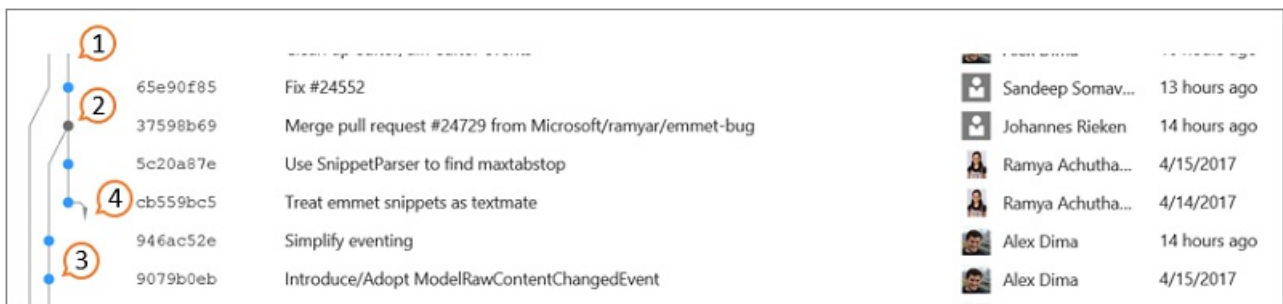 1
65e90f85 Fix #24552 Sandeep Somav... 13 hours ago
2
37598b69 Merge pull request #24729 from Microsoft/ramyar/emmet-bug Johannes Rieken 14 hours ago
5c20a87e Use SnippetParser to find maxtabstop Ramya Achutha... 4/15/2017
4 cb559bc5 Treat emmet snippets as textmate Ramya Achutha... 4/14/2017
946ac52e Simplify eventing Alex Dima 14 hours ago
3
9079b0eb Introduce/Adopt ModelRawContentChangedEvent Alex Dima 4/15/2017